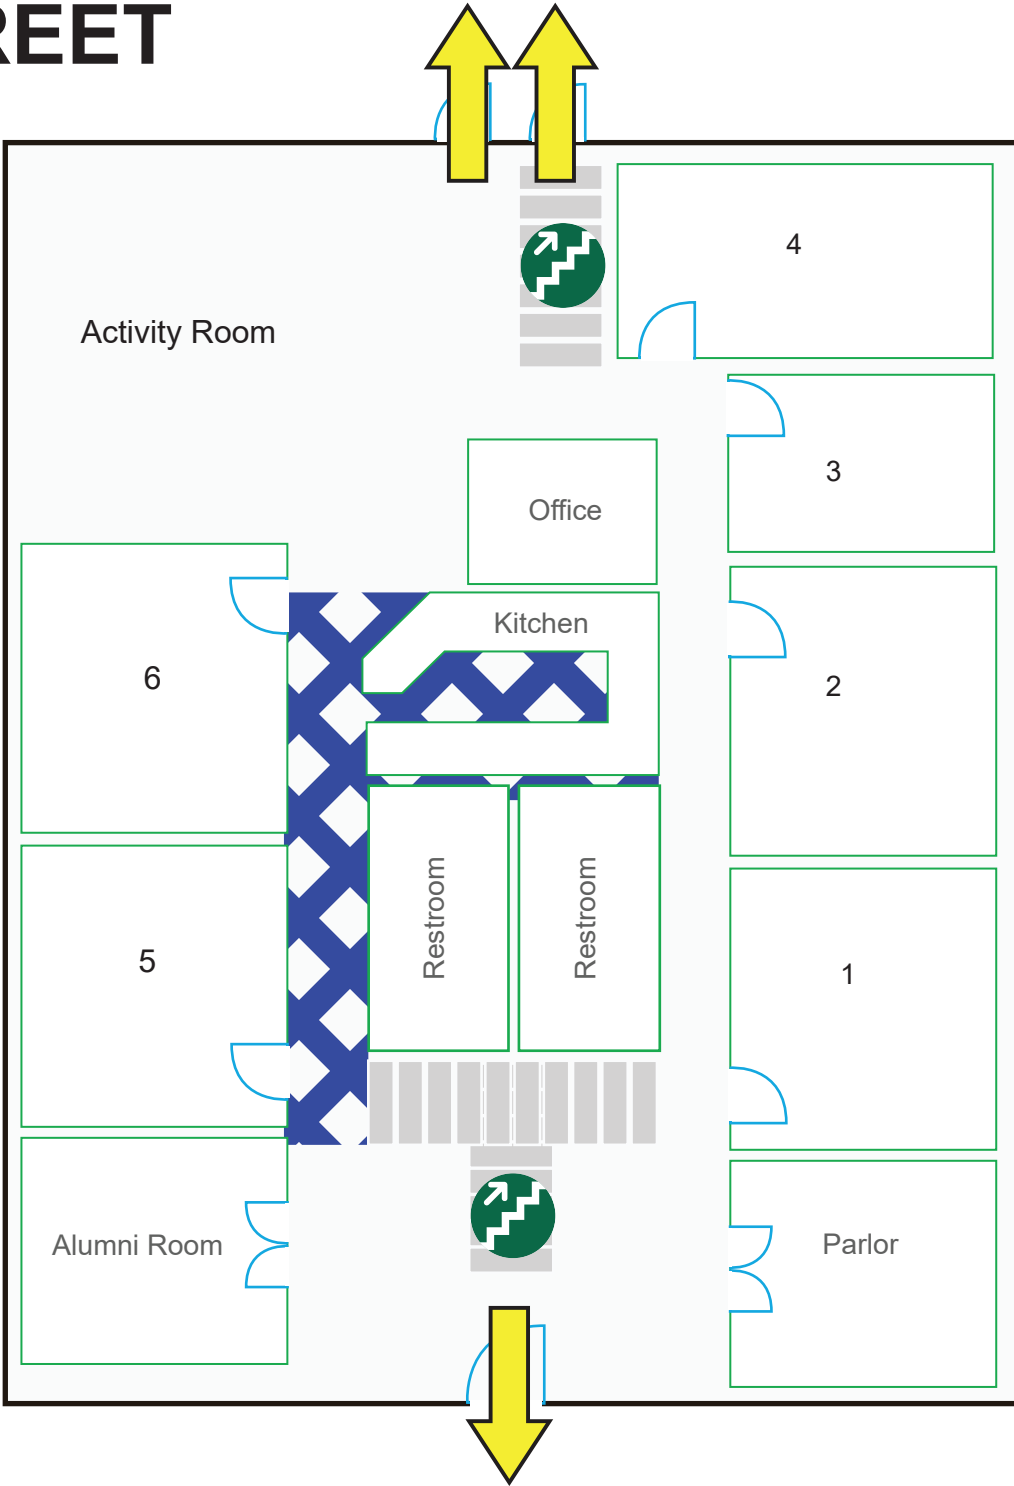 REET
4
Activity Room
3
Office
Kitchen
6
2
Restroom
Restroom
5
1
Alumni Room
Parlor